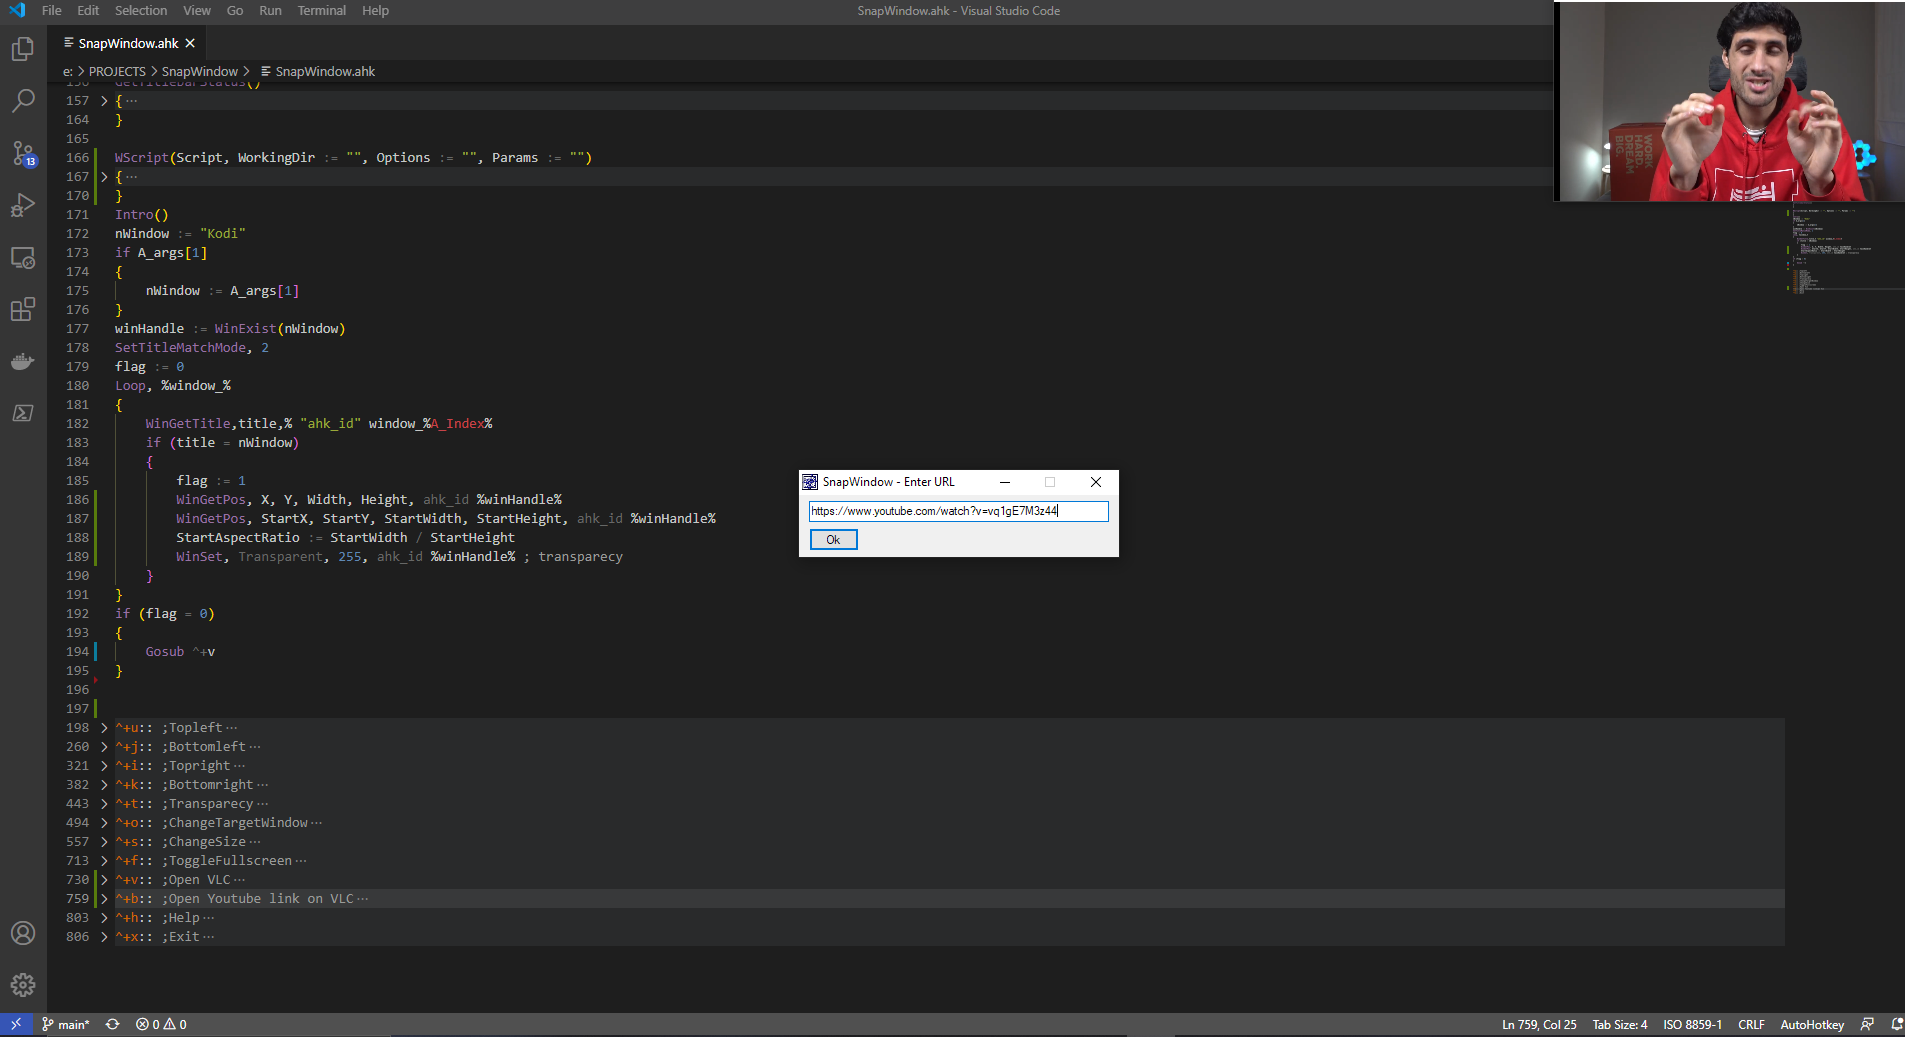 File Edit Selection View Go Run Terminal Help
SnapWindow.ahk - Visual Studio Code
SnapWindow.ahk
e: > PROJECTS > SnapWindow > SnapWindow.ahk
156 GetTitleBarStatus()
157 { ...
164 }
165
166 WScript(Script, WorkingDir := "", Options := "", Params := "")
167 { ...
170 }
171 Intro()
172 nWindow := "Kodi"
173 if A_args[1]
174 {
175 nWindow := A_args[1]
176 }
177 winHandle := WinExist(nWindow)
178 SetTitleMatchMode, 2
179 flag := 0
180 Loop, %window_%
181 {
182 WinGetTitle,title,% "ahk_id" window_%A_Index%
183 if (title = nWindow)
184 {
185 flag := 1
186 WinGetPos, X, Y, Width, Height, ahk_id %winHandle%
187 WinGetPos, StartX, StartY, StartWidth, StartHeight, ahk_id %winHandle%
188 StartAspectRatio := StartWidth / StartHeight
189 WinSet, Transparent, 255, ahk_id %winHandle% ; transparecy
190 }
191 }
192 if (flag = 0)
193 {
194 Gosub ^+v
195 }
196
197
198 ^+u:: ;Topleft ...
260 ^+j:: ;Bottomleft ...
321 ^+i:: ;Topright ...
382 ^+k:: ;Bottomright ...
443 ^+t:: ;Transparecy ...
494 ^+o:: ;ChangeTargetWindow ...
557 ^+s:: ;ChangeSize ...
713 ^+f:: ;ToggleFullscreen ...
730 ^+v:: ;Open VLC ...
759 ^+b:: ;Open Youtube link on VLC ...
803 ^+h:: ;Help ...
806 ^+x:: ;Exit ...
SnapWindow - Enter URL
https://www.youtube.com/watch?v=vq1gE7M3z44
Ok
WORK
HARD.
DREAM
BIG.
13
main* 0 0 Ln 759, Col 25 Tab Size: 4 ISO 8859-1 CRLF AutoHotkey